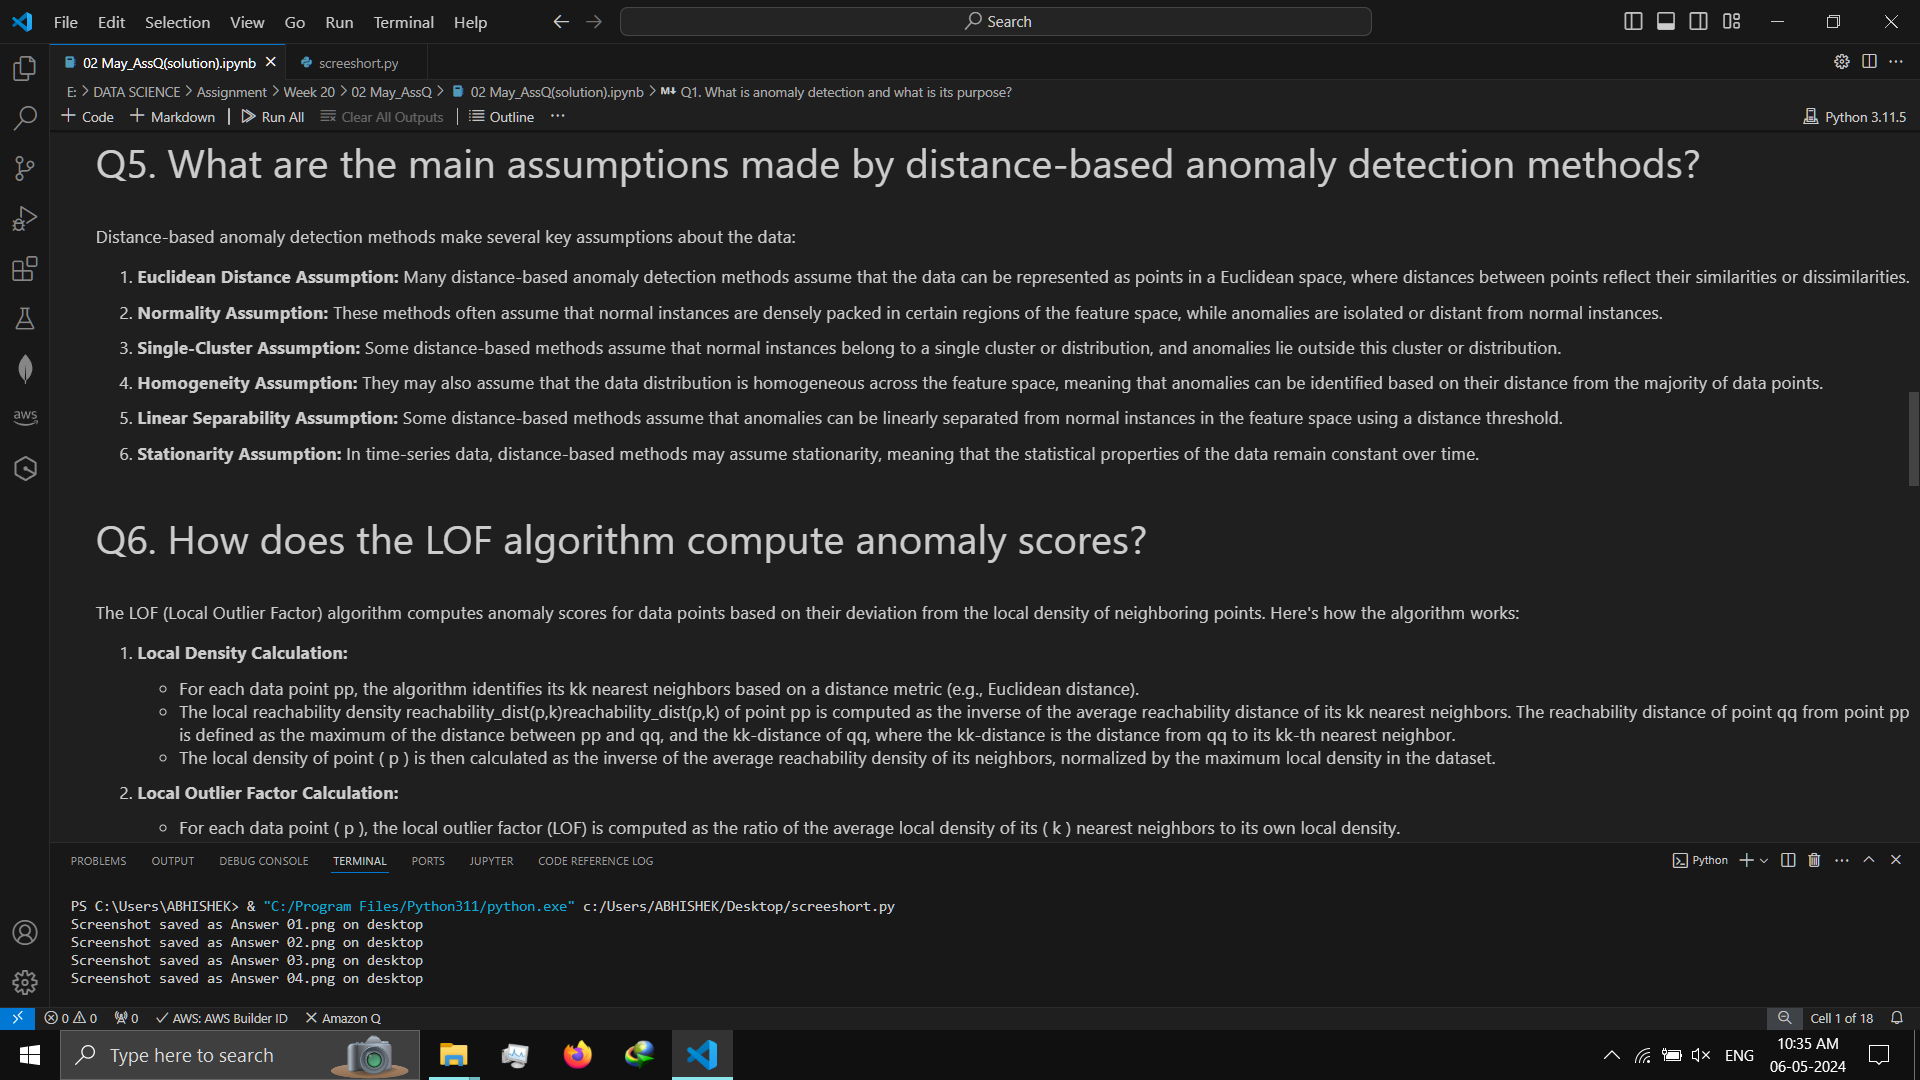 File Edit Selection View Go Run Terminal Help Search
02 May_AssQ(solution).ipynb screeshort.py
E: > DATA SCIENCE > Assignment > Week 20 > 02 May_AssQ > 02 May_AssQ(solution).ipynb > M↓ Q1. What is anomaly detection and what is its purpose?
+ Code + Markdown | Run All Clear All Outputs | Outline ... Python 3.11.5
Q5. What are the main assumptions made by distance-based anomaly detection methods?
Distance-based anomaly detection methods make several key assumptions about the data:
1. Euclidean Distance Assumption: Many distance-based anomaly detection methods assume that the data can be represented as points in a Euclidean space, where distances between points reflect their similarities or dissimilarities.
2. Normality Assumption: These methods often assume that normal instances are densely packed in certain regions of the feature space, while anomalies are isolated or distant from normal instances.
3. Single-Cluster Assumption: Some distance-based methods assume that normal instances belong to a single cluster or distribution, and anomalies lie outside this cluster or distribution.
4. Homogeneity Assumption: They may also assume that the data distribution is homogeneous across the feature space, meaning that anomalies can be identified based on their distance from the majority of data points.
5. Linear Separability Assumption: Some distance-based methods assume that anomalies can be linearly separated from normal instances in the feature space using a distance threshold.
aws
6. Stationarity Assumption: In time-series data, distance-based methods may assume stationarity, meaning that the statistical properties of the data remain constant over time.
Q6. How does the LOF algorithm compute anomaly scores?
The LOF (Local Outlier Factor) algorithm computes anomaly scores for data points based on their deviation from the local density of neighboring points. Here's how the algorithm works:
1. Local Density Calculation:
○ For each data point pp, the algorithm identifies its kk nearest neighbors based on a distance metric (e.g., Euclidean distance).
○ The local reachability density reachability_dist(p,k)reachability_dist(p,k) of point pp is computed as the inverse of the average reachability distance of its kk nearest neighbors. The reachability distance of point qq from point pp
is defined as the maximum of the distance between pp and qq, and the kk-distance of qq, where the kk-distance is the distance from qq to its kk-th nearest neighbor.
○ The local density of point ( p ) is then calculated as the inverse of the average reachability density of its neighbors, normalized by the maximum local density in the dataset.
2. Local Outlier Factor Calculation:
○ For each data point ( p ), the local outlier factor (LOF) is computed as the ratio of the average local density of its ( k ) nearest neighbors to its own local density.
PROBLEMS OUTPUT DEBUG CONSOLE TERMINAL PORTS JUPYTER CODE REFERENCE LOG Python
PS C:\Users\ABHISHEK> & "C:/Program Files/Python311/python.exe" c:/Users/ABHISHEK/Desktop/screeshort.py
Screenshot saved as Answer 01.png on desktop
Screenshot saved as Answer 02.png on desktop
Screenshot saved as Answer 03.png on desktop
Screenshot saved as Answer 04.png on desktop
0 0 0 AWS: AWS Builder ID Amazon Q Cell 1 of 18
Type here to search ENG 10:35 AM
06-05-2024